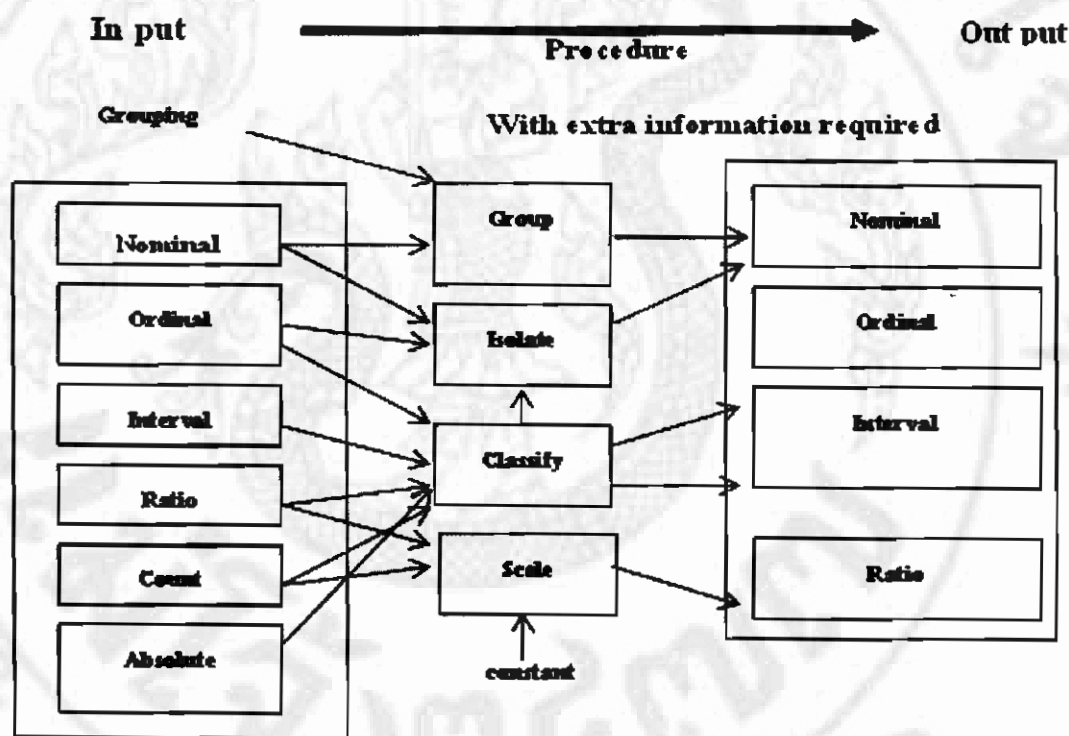 In put
Procedure
Out put
Grouping
With extra information required
Nominal
Ordinal
Interval
Ratio
Count
Absolute
Group
Isolate
Classify
Scale
constant
Nominal
Ordinal
Interval
Ratio